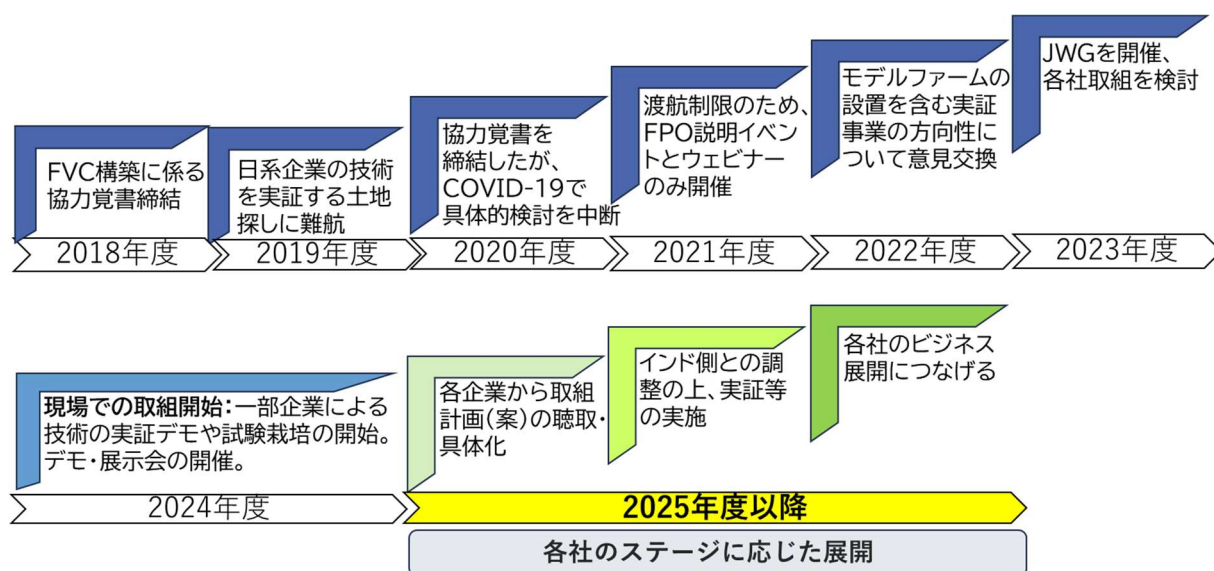 FVC構築に係る
協力覚書締結
日系企業の技術
を実証する土地
探しに難航
協力覚書を
締結したが、
COVID-19で
具体的検討を中断
渡航制限のため、
FPO説明イベン
トとウェビナー
のみ開催
モデルファームの
設置を含む実証
事業の方向性に
ついて意見交換
JWGを開催、
各社取組を検討
2018年度
2019年度
2020年度
2021年度
2022年度
2023年度
現場での取組開始：一部企業による
技術の実証デモや試験栽培の開始。
デモ・展示会の開催。
各企業から取組
計画（案）の聴取・
具体化
インド側との調
整の上、実証等
の実施
各社のビジネス
展開につなげる
2024年度
2025年度以降
各社のステージに応じた展開